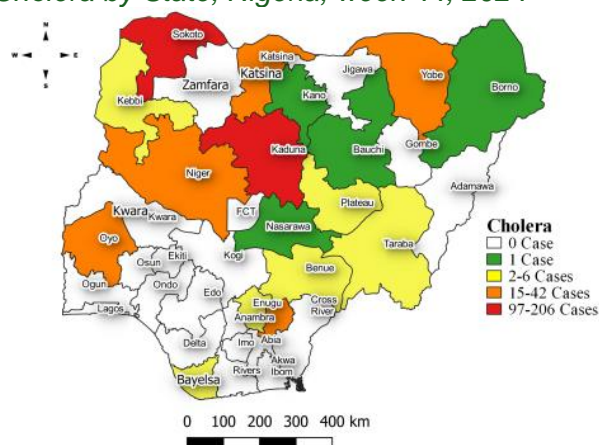 Cholera by State, Nigeria, week 44, 2024
N
W E
S
Sokoto
Katsina
Katsina
Jigawa
Yobe
Borno
Zamfara
Kebbi
Kano
Kaduna
Bauchi
Gombe
Niger
Adamawa
Plateau
Kwara
Kwara
FCT
Nasarawa
Taraba
Oyo
Kogi
Ekiti
Osun
Benue
Ogun
Ondo
Edo
Lagos
Enugu
Cross
River
Anambra
Delta
Imo
Abia
Akwa
Ibom
Rivers
Bayelsa
Cholera
0 Case
1 Case
2-6 Cases
15-42 Cases
97-206 Cases
0 100 200 300 400 km